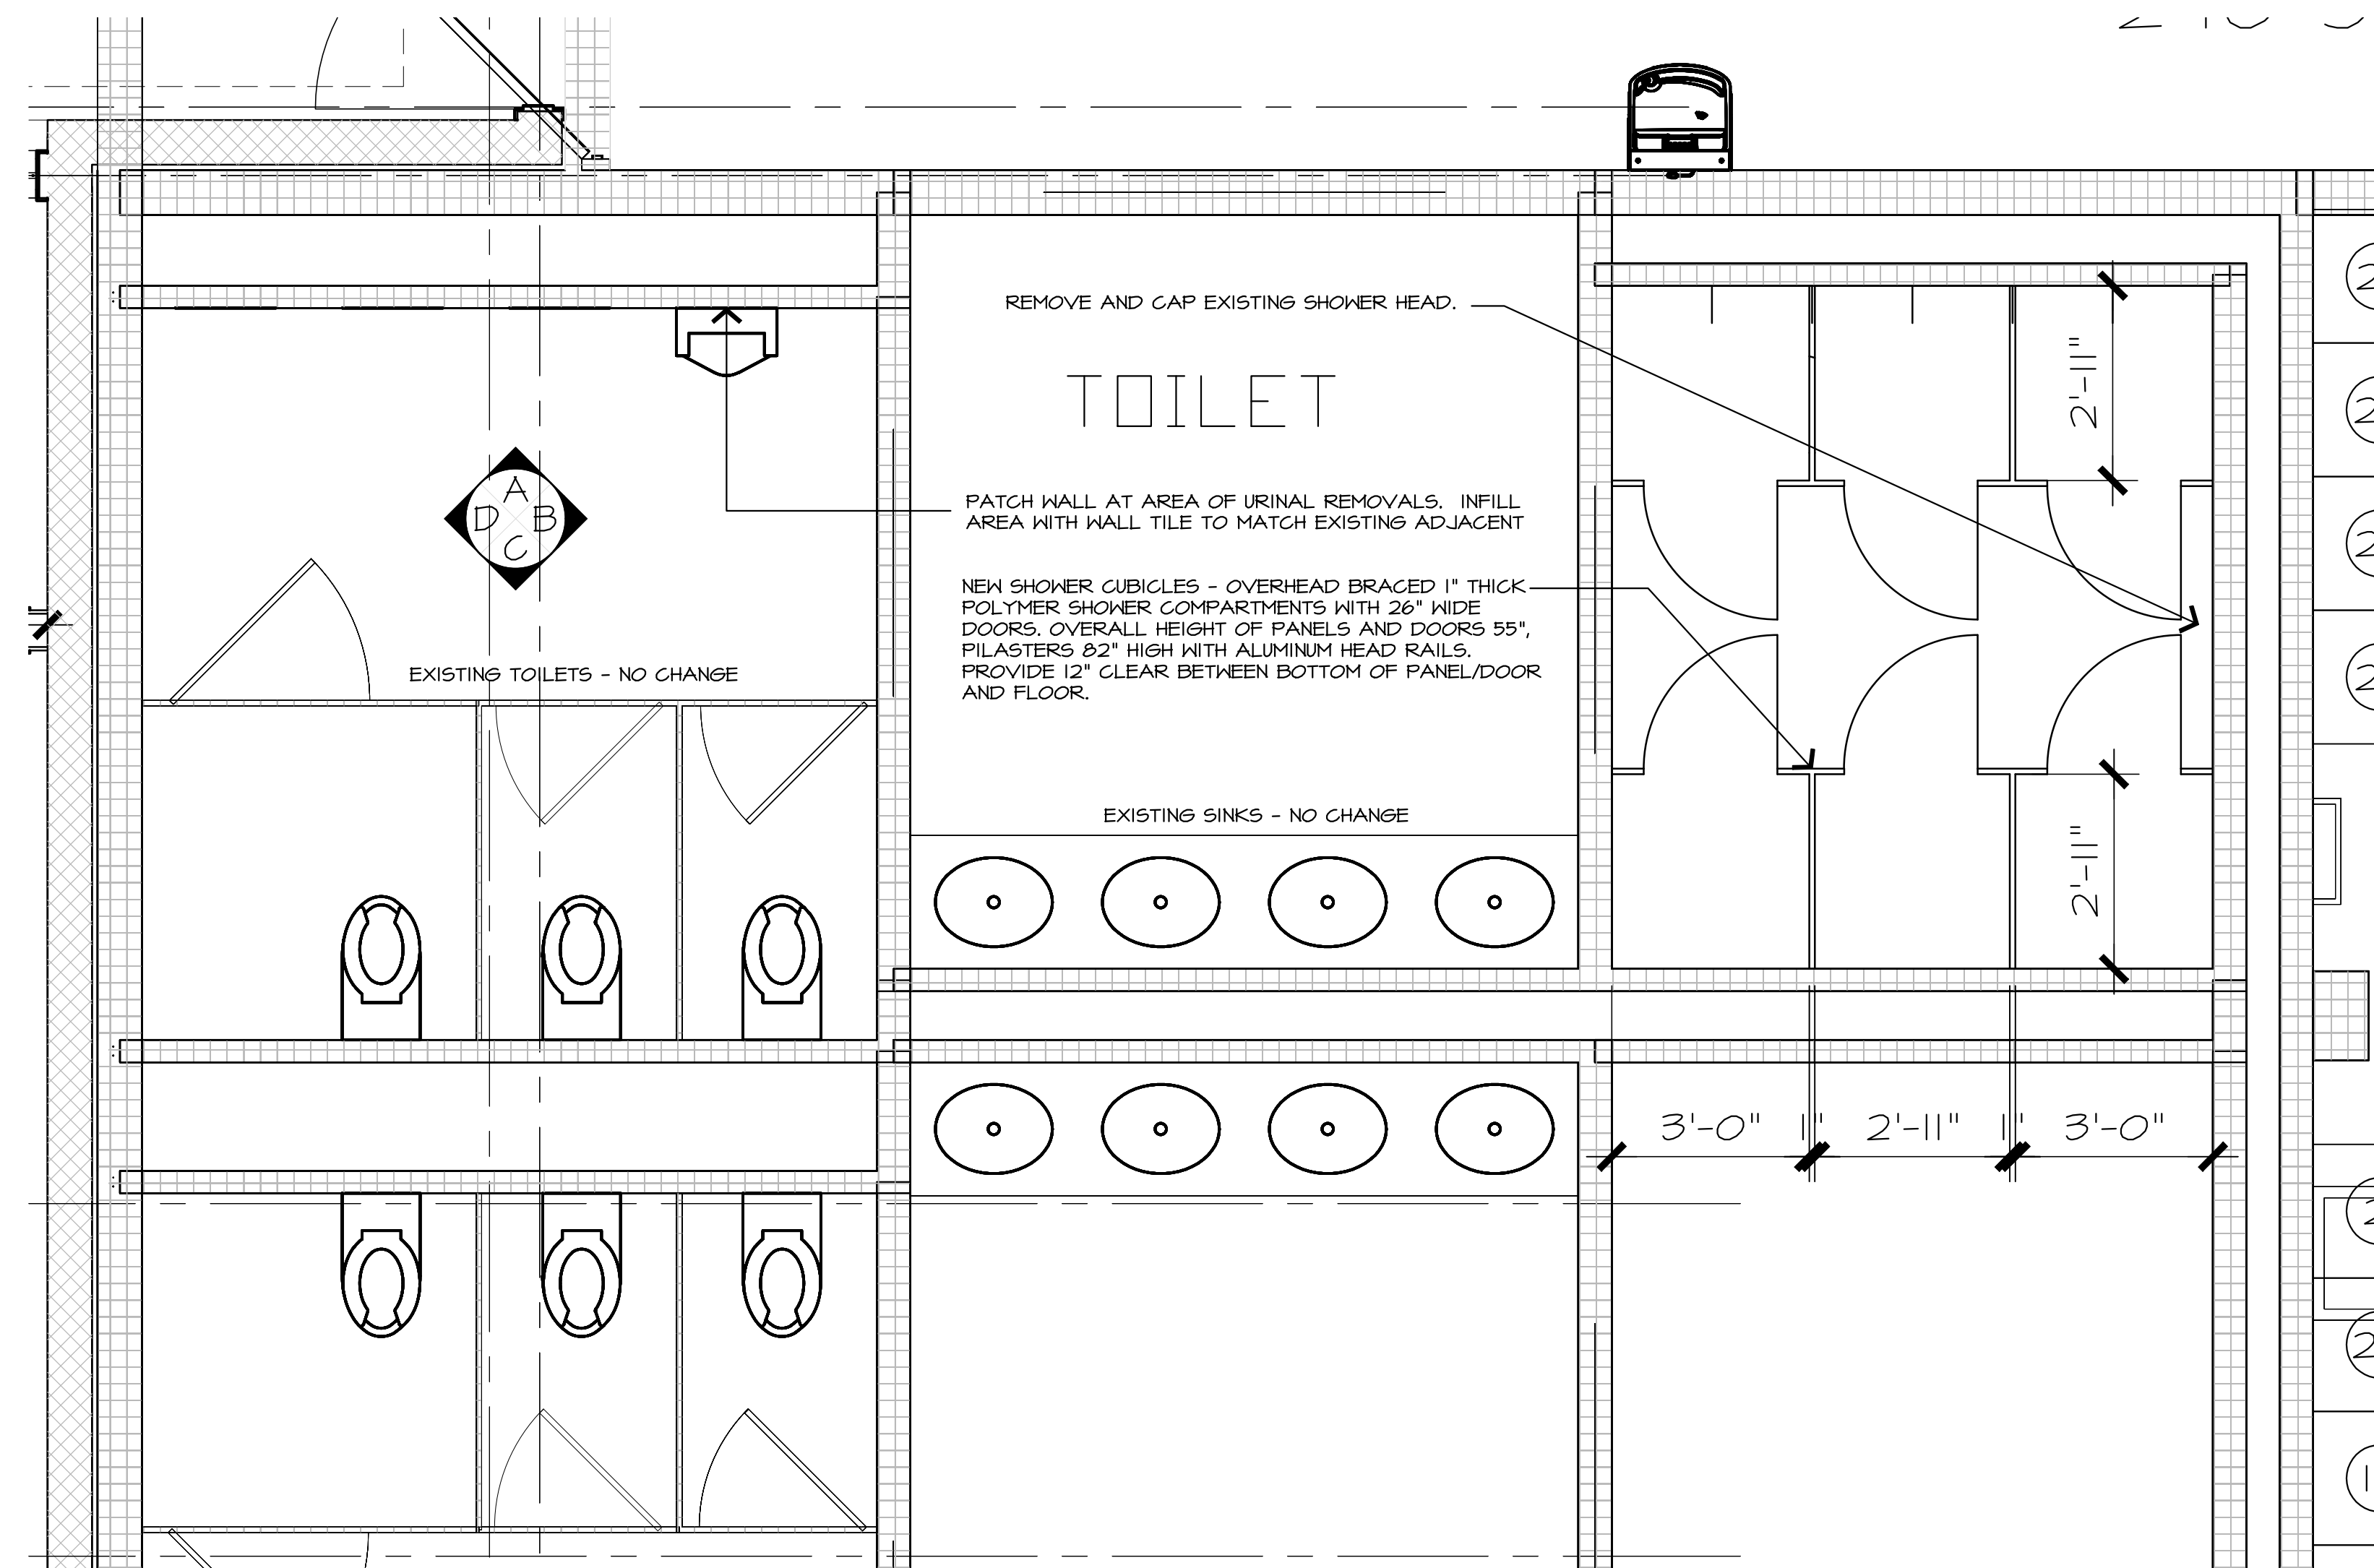 REMOVE AND CAP EXISTING SHOWER HEAD.
TOILET
2'-11"
A
D B
C
PATCH WALL AT AREA OF URINAL REMOVALS. INFILL
AREA WITH WALL TILE TO MATCH EXISTING ADJACENT
NEW SHOWER CUBICLES - OVERHEAD BRACED 1" THICK
POLYMER SHOWER COMPARTMENTS WITH 26" WIDE
DOORS. OVERALL HEIGHT OF PANELS AND DOORS 55",
PILASTERS 82" HIGH WITH ALUMINUM HEAD RAILS.
PROVIDE 12" CLEAR BETWEEN BOTTOM OF PANEL/DOOR
AND FLOOR.
EXISTING TOILETS - NO CHANGE
EXISTING SINKS - NO CHANGE
2'-11"
3'-0" 1" 2'-11" 1" 3'-0"